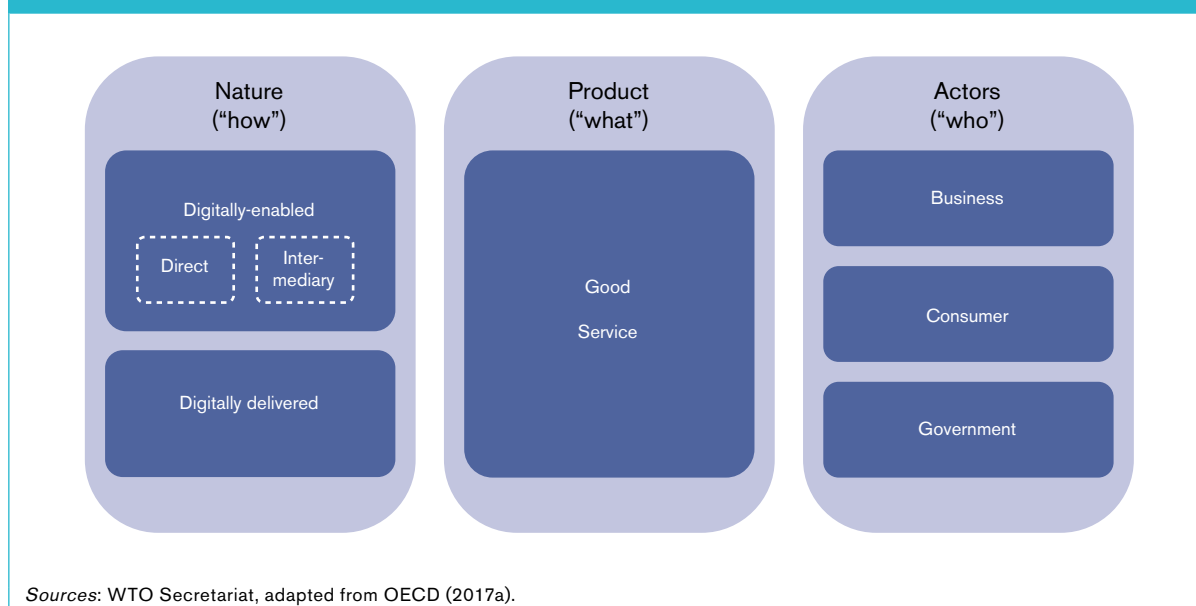 Nature
(“how”)
Digitally-enabled
Direct
Inter-
mediary
Digitally delivered
Product
(“what”)
Good
Service
Actors
(“who”)
Business
Consumer
Government
Sources: WTO Secretariat, adapted from OECD (2017a).